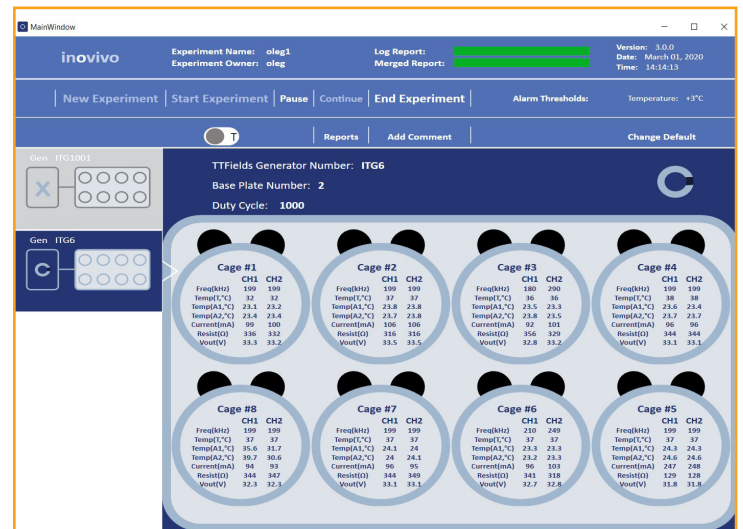 MainWindow
inovivo
Experiment Name: oleg1
Experiment Owner: oleg
Log Report:
Merged Report:
Version: 3.0.0
Date: March 01, 2020
Time: 14:14:13
New Experiment Start Experiment Pause Continue End Experiment Alarm Thresholds: Temperature: +3°C
T Reports Add Comment Change Default
Gen ITG1001
X
Gen ITG6
C
TTFields Generator Number: ITG6
Base Plate Number: 2
Duty Cycle: 1000
Cage #1
CH1 CH2
Freq(kHz) 199 199
Temp(T,°C) 32 32
Temp(A1,°C) 23.1 23.2
Temp(A2,°C) 23.4 23.4
Current(mA) 99 100
Resist(Ω) 336 332
Vout(V) 33.3 33.2
Cage #2
CH1 CH2
Freq(kHz) 199 199
Temp(T,°C) 37 37
Temp(A1,°C) 23.8 23.8
Temp(A2,°C) 23.7 23.8
Current(mA) 106 106
Resist(Ω) 316 316
Vout(V) 33.5 33.5
Cage #3
CH1 CH2
Freq(kHz) 180 290
Temp(T,°C) 36 36
Temp(A1,°C) 23.5 23.3
Temp(A2,°C) 23.8 23.5
Current(mA) 92 101
Resist(Ω) 356 329
Vout(V) 32.8 33.2
Cage #4
CH1 CH2
Freq(kHz) 199 199
Temp(T,°C) 38 38
Temp(A1,°C) 23.6 23.4
Temp(A2,°C) 23.7 23.7
Current(mA) 96 96
Resist(Ω) 344 344
Vout(V) 33.1 33.1
Cage #8
CH1 CH2
Freq(kHz) 199 199
Temp(T,°C) 37 37
Temp(A1,°C) 35.6 31.7
Temp(A2,°C) 39.7 30.6
Current(mA) 94 93
Resist(Ω) 344 347
Vout(V) 32.3 32.3
Cage #7
CH1 CH2
Freq(kHz) 199 199
Temp(T,°C) 37 37
Temp(A1,°C) 24.1 24
Temp(A2,°C) 24 24.1
Current(mA) 96 95
Resist(Ω) 344 349
Vout(V) 33.1 33.1
Cage #6
CH1 CH2
Freq(kHz) 210 249
Temp(T,°C) 37 37
Temp(A1,°C) 23.3 23.3
Temp(A2,°C) 23.2 23.3
Current(mA) 96 103
Resist(Ω) 341 318
Vout(V) 32.7 32.8
Cage #5
CH1 CH2
Freq(kHz) 199 199
Temp(T,°C) 37 37
Temp(A1,°C) 24.3 24.3
Temp(A2,°C) 24.6 24.6
Current(mA) 247 248
Resist(Ω) 129 128
Vout(V) 31.8 31.8